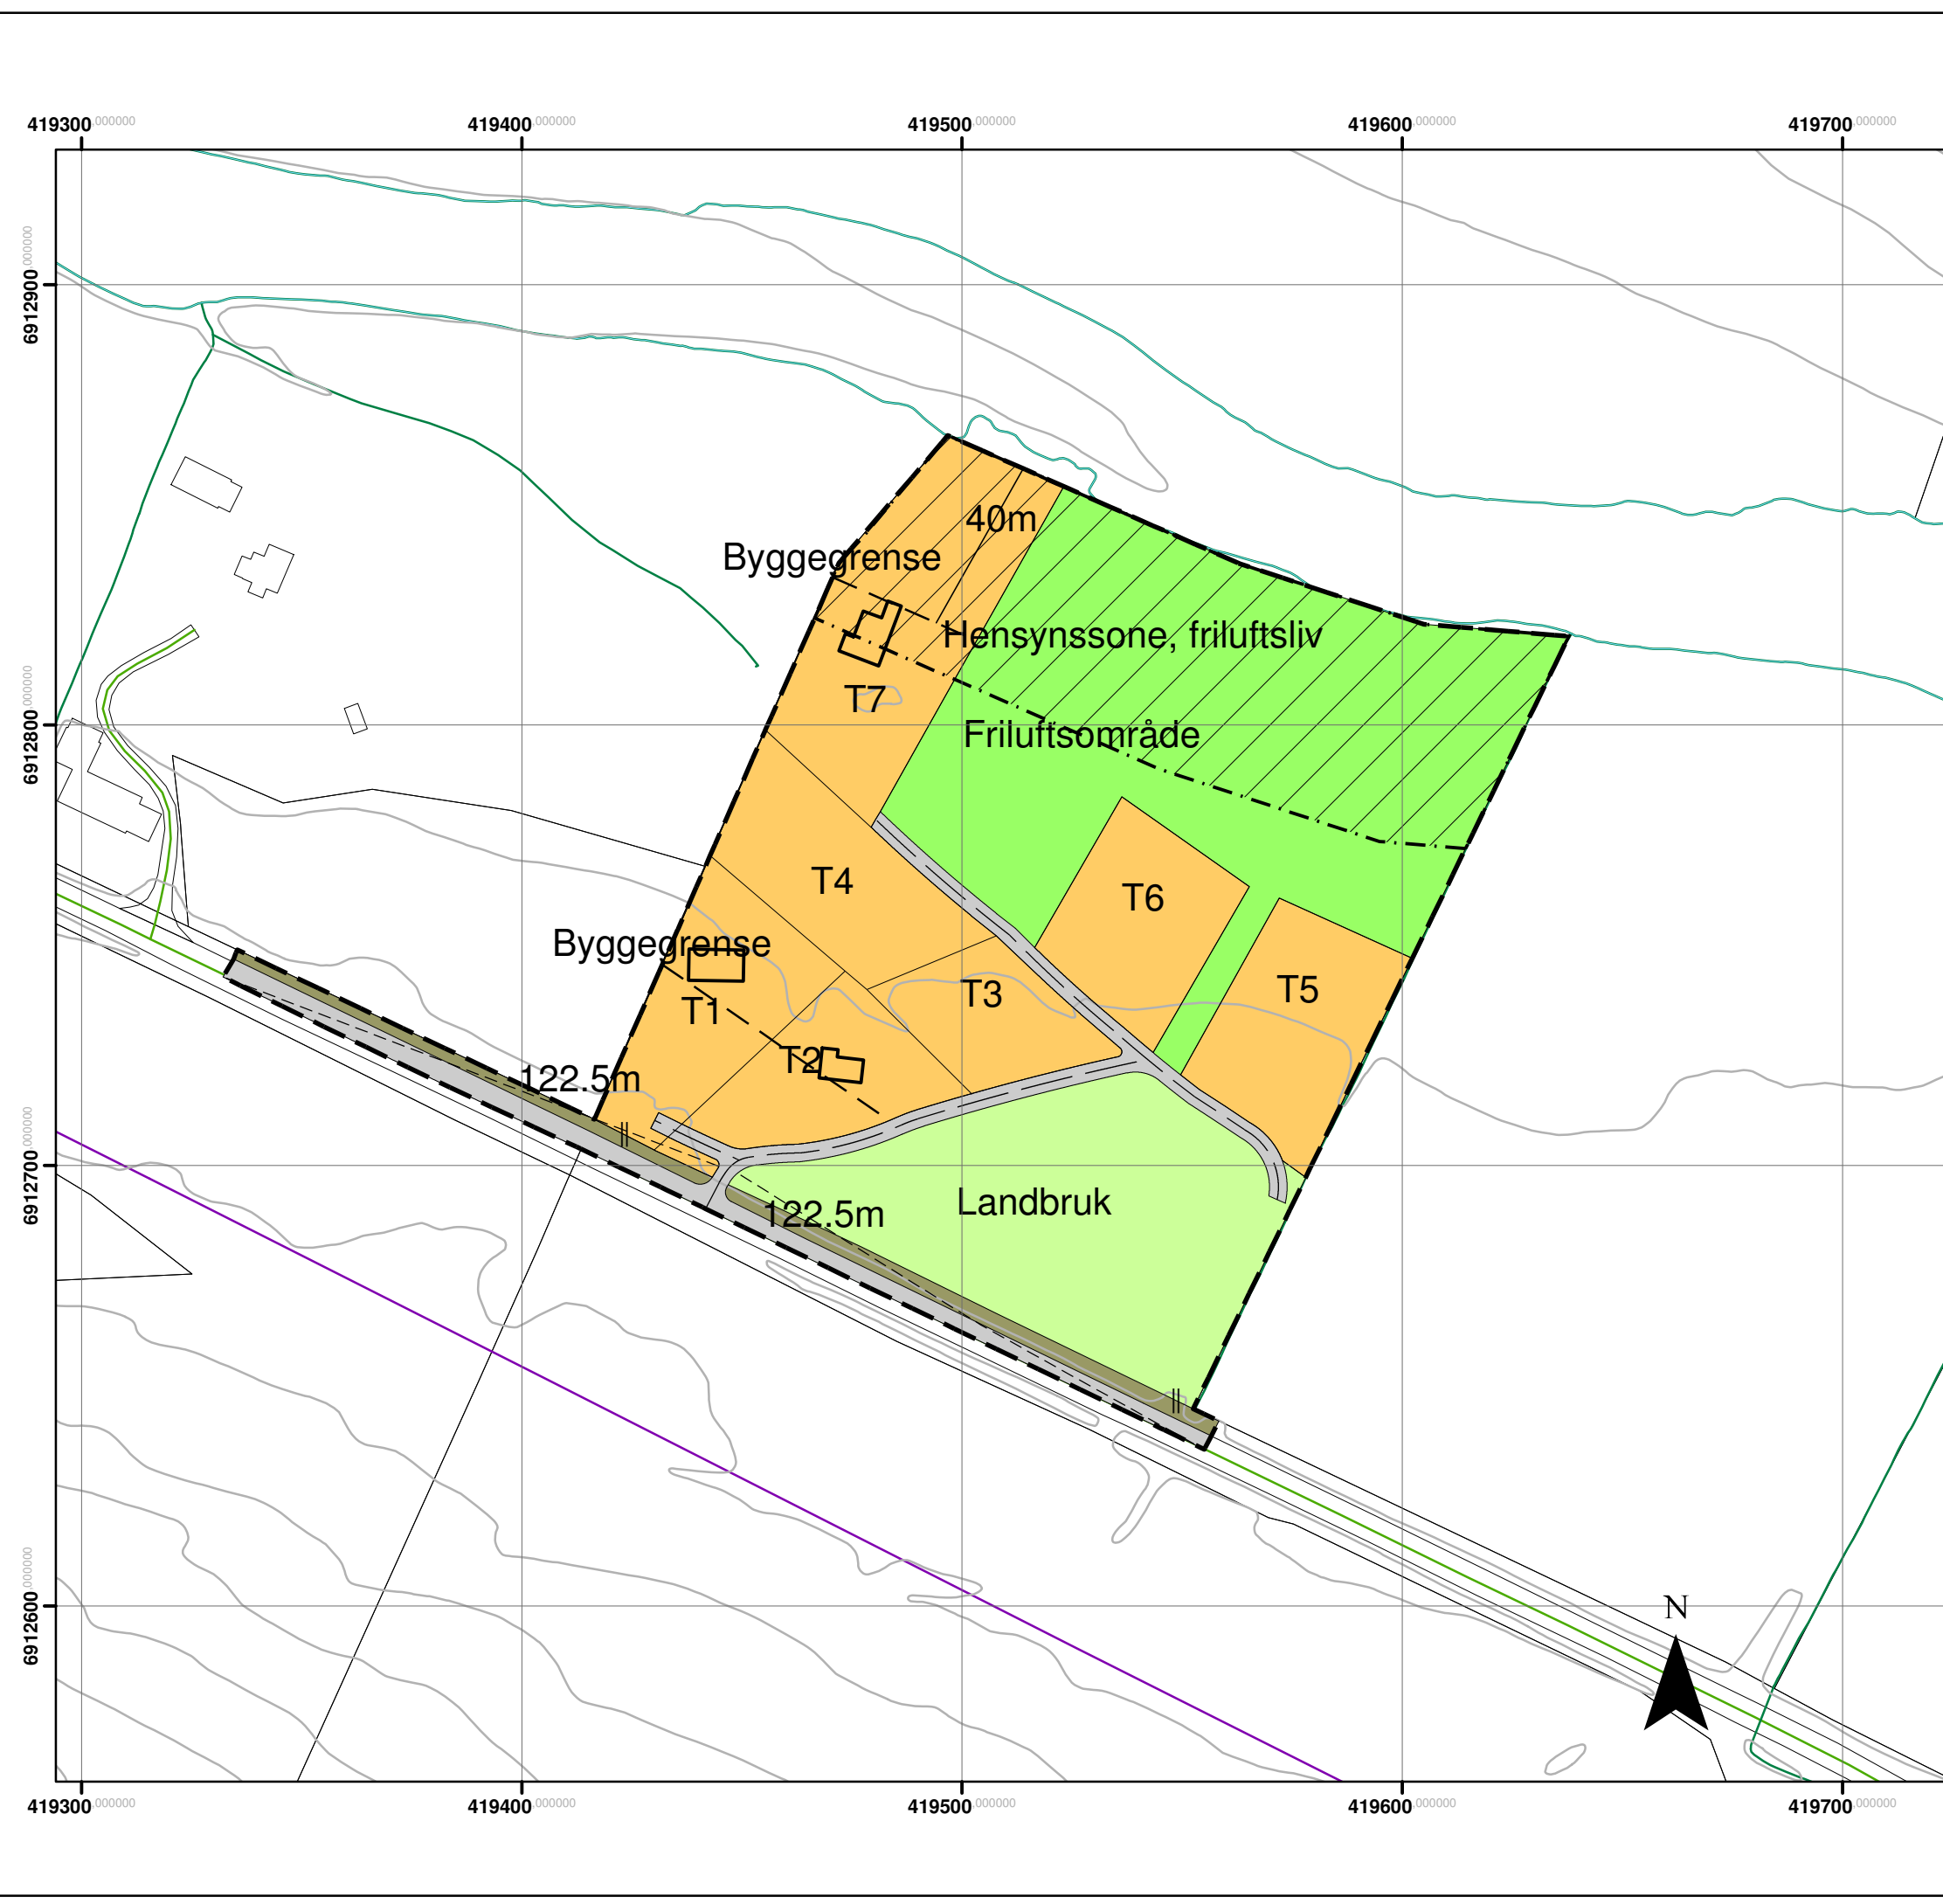 419300.000000 419400.000000 419500.000000 419600.000000 419700.000000
6912900.000000
40m
Byggegrense
Hensynssone, friluftsliv
T7
6912800.000000
Friluftsområde
T4
T6
Byggegrense
T5
T3
T1
T2
122.5m
6912700.000000
Landbruk
122.5m
6912600.000000
N
419300.000000 419400.000000 419500.000000 419600.000000 419700.000000